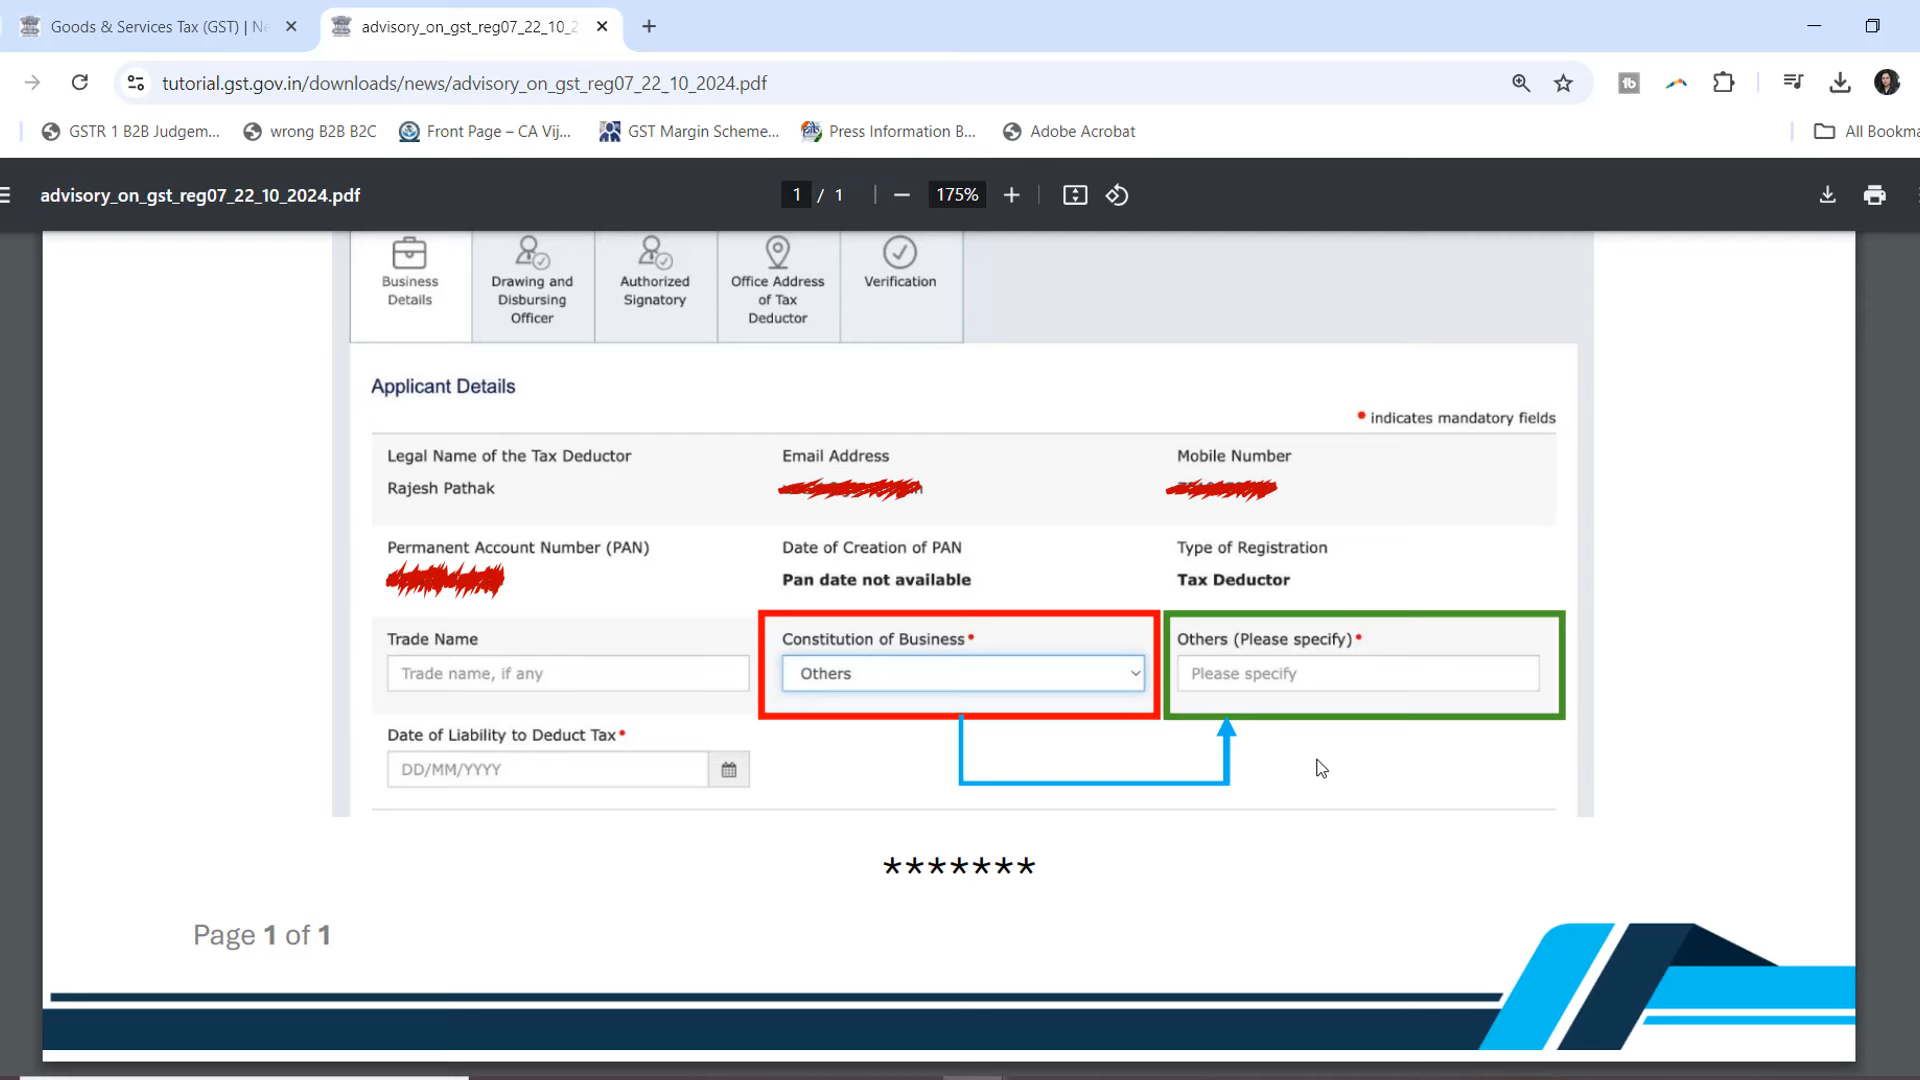 Goods & Services Tax (GST) | Ne
advisory_on_gst_reg07_22_10_2
tutorial.gst.gov.in/downloads/news/advisory_on_gst_reg07_22_10_2024.pdf
GSTR 1 B2B Judgem...
wrong B2B B2C
Front Page – CA Vij...
GST Margin Scheme...
Press Information B...
Adobe Acrobat
All Bookma
advisory_on_gst_reg07_22_10_2024.pdf
1 / 1
175%
Business
Details
Drawing and
Disbursing
Officer
Authorized
Signatory
Office Address
of Tax
Deductor
Verification
Applicant Details
• indicates mandatory fields
Legal Name of the Tax Deductor
Email Address
Mobile Number
Rajesh Pathak
Permanent Account Number (PAN)
Date of Creation of PAN
Type of Registration
Pan date not available
Tax Deductor
Trade Name
Constitution of Business•
Others (Please specify)•
Trade name, if any
Others
Please specify
Date of Liability to Deduct Tax•
DD/MM/YYYY
*******
Page 1 of 1